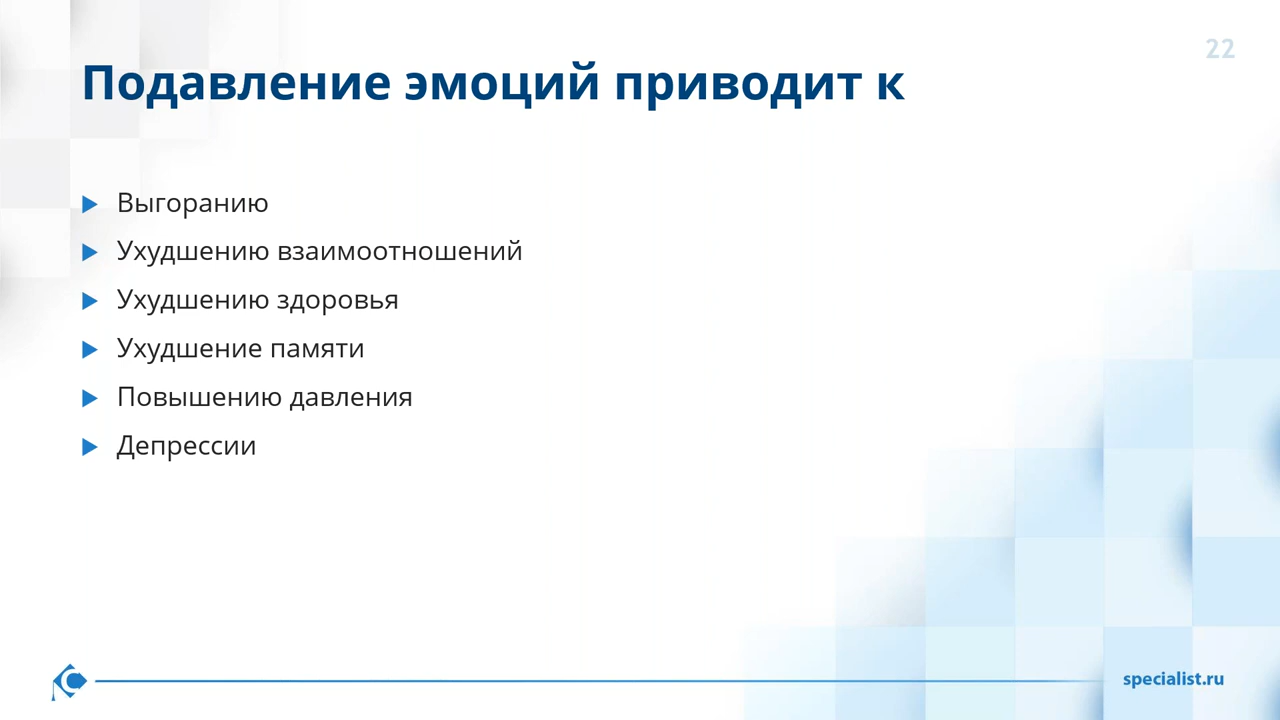 22
Подавление эмоций приводит к
Выгоранию
Ухудшению взаимоотношений
Ухудшению здоровья
Ухудшение памяти
Повышению давления
Депрессии
specialist.ru